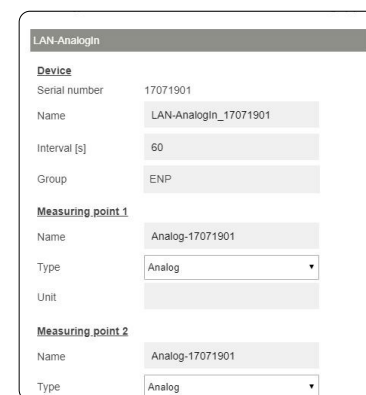 LAN-AnalogIn
Device
Serial number 17071901
Name LAN-AnalogIn_17071901
Interval [s] 60
Group ENP
Measuring point 1
Name Analog-17071901
Type Analog
Unit
Measuring point 2
Name Analog-17071901
Type Analog